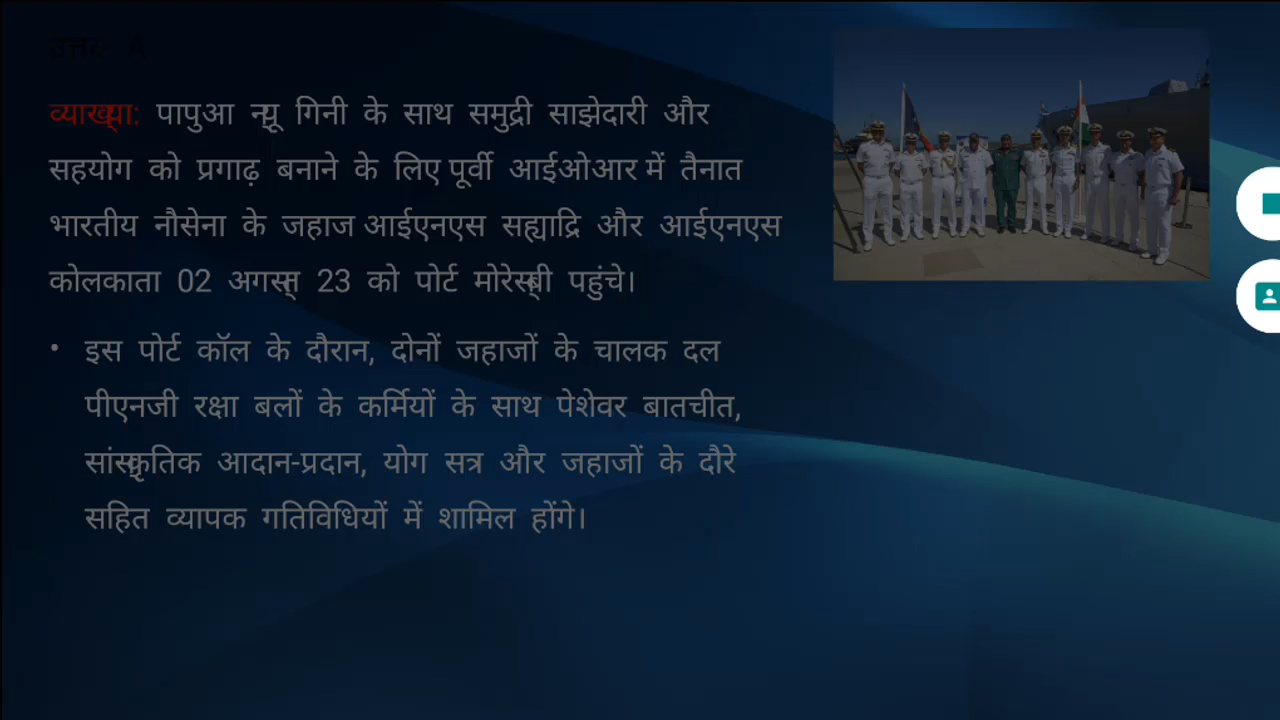 उत्तर- A
व्याख्या: पापुआ न्यू गिनी के साथ समुद्री साझेदारी और
सहयोग को प्रगाढ़ बनाने के लिए पूर्वी आईओआर में तैनात
भारतीय नौसेना के जहाज आईएनएस सह्याद्रि और आईएनएस
कोलकाता 02 अगस्त 23 को पोर्ट मोरेस्बी पहुंचे।
• इस पोर्ट कॉल के दौरान, दोनों जहाजों के चालक दल
पीएनजी रक्षा बलों के कर्मियों के साथ पेशेवर बातचीत,
सांस्कृतिक आदान-प्रदान, योग सत्र और जहाजों के दौरे
सहित व्यापक गतिविधियों में शामिल होंगे।